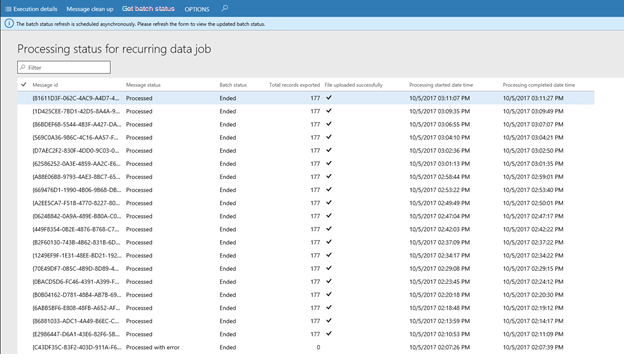 Execution details Message clean up Get batch status OPTIONS
The batch status refresh is scheduled asynchronously. Please refresh the form to view the updated batch status.
Processing status for recurring data job
Filter
Message id Message status Batch status Total records exported File uploaded successfully Processing started date time Processing completed date time
{81611D3F-062C-4AC9-A4D7-4... Processed Ended 177 ✓ 10/5/2017 03:11:07 PM 10/5/2017 03:11:27 PM
{1D425CEE-7BD1-42D5-8A4A-9... Processed Ended 177 ✓ 10/5/2017 03:09:35 PM 10/5/2017 03:09:49 PM
{86BDEF68-5544-4B3F-A427-DA... Processed Ended 177 ✓ 10/5/2017 03:06:55 PM 10/5/2017 03:07:07 PM
{569C0A36-9B6C-4C16-AA57-F... Processed Ended 177 ✓ 10/5/2017 03:04:10 PM 10/5/2017 03:04:21 PM
{D7AEC2F2-830F-4DD0-9C03-0... Processed Ended 177 ✓ 10/5/2017 03:02:36 PM 10/5/2017 03:02:50 PM
{62586252-0A3E-4859-AA2C-E6... Processed Ended 177 ✓ 10/5/2017 03:01:13 PM 10/5/2017 03:01:35 PM
{A88E06B8-9793-4AE3-8BC7-65... Processed Ended 177 ✓ 10/5/2017 02:58:44 PM 10/5/2017 02:59:01 PM
{669476D1-1990-4B06-9B68-DB... Processed Ended 177 ✓ 10/5/2017 02:53:22 PM 10/5/2017 02:53:40 PM
{A2EE5CA7-F51B-4770-8227-80... Processed Ended 177 ✓ 10/5/2017 02:49:49 PM 10/5/2017 02:50:01 PM
{0624B842-0A9A-489E-B80A-C0... Processed Ended 177 ✓ 10/5/2017 02:47:04 PM 10/5/2017 02:47:17 PM
{449F8354-0B2E-4876-B768-C7... Processed Ended 177 ✓ 10/5/2017 02:42:03 PM 10/5/2017 02:42:22 PM
{B2F60130-743B-4B62-831B-6D... Processed Ended 177 ✓ 10/5/2017 02:37:09 PM 10/5/2017 02:37:22 PM
{1249EF9F-1E31-48EE-BD21-192... Processed Ended 177 ✓ 10/5/2017 02:34:17 PM 10/5/2017 02:34:22 PM
{70E49DF7-0B5C-4B9D-8D89-4... Processed Ended 177 ✓ 10/5/2017 02:29:08 PM 10/5/2017 02:29:15 PM
{0BACD5D6-FC46-4391-A399-F... Processed Ended 177 ✓ 10/5/2017 02:23:45 PM 10/5/2017 02:24:12 PM
{B0B04162-D781-48B4-AB7B-69... Processed Ended 177 ✓ 10/5/2017 02:20:18 PM 10/5/2017 02:20:30 PM
{6AB85BF6-E808-48FB-A652-AF... Processed Ended 177 ✓ 10/5/2017 02:18:48 PM 10/5/2017 02:19:12 PM
{86881033-ADC1-4A49-B6EC-C... Processed Ended 177 ✓ 10/5/2017 02:13:59 PM 10/5/2017 02:14:17 PM
{E2986447-D6A1-43E6-82F6-5B... Processed Ended 177 ✓ 10/5/2017 02:10:53 PM 10/5/2017 02:11:09 PM
{C43DF35C-B3F2-403D-911A-F6... Processed with error 0 10/5/2017 02:07:26 PM 10/5/2017 02:07:39 PM